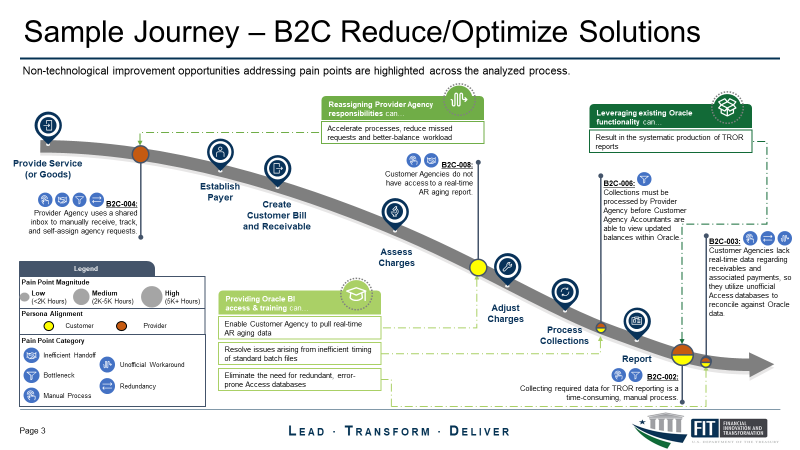 Sample Journey – B2C Reduce/Optimize Solutions
Non-technological improvement opportunities addressing pain points are highlighted across the analyzed process.
Reassigning Provider Agency
responsibilities can...
Accelerate processes, reduce missed
requests and better-balance workload
Leveraging existing Oracle
functionality can...
Result in the systematic production of TROR
reports
Provide Service
(or Goods)
Establish
Payer
Create
Customer Bill
and Receivable
Assess
Charges
Adjust
Charges
Process
Collections
Report
B2C-004:
Provider Agency uses a shared
inbox to manually receive, track,
and self-assign agency requests.
B2C-008:
Customer Agencies do not
have access to a real-time
AR aging report.
B2C-006:
Collections must be
processed by Provider
Agency before Customer
Agency Accountants are
able to view updated
balances within Oracle.
B2C-003:
Customer Agencies lack
real-time data regarding
receivables and
associated payments, so
they utilize unofficial
Access databases to
reconcile against Oracle
data.
B2C-002:
Collecting required data for TROR reporting is a
time-consuming, manual process.
Legend
Pain Point Magnitude
Low
(<2K Hours)
Medium
(2K-5K Hours)
High
(5K+ Hours)
Persona Alignment
Customer
Provider
Pain Point Category
Inefficient Handoff
Bottleneck
Manual Process
Unofficial Workaround
Redundancy
Providing Oracle BI
access & training can...
Enable Customer Agency to pull real-time
AR aging data
Resolve issues arising from inefficient timing
of standard batch files
Eliminate the need for redundant, error-
prone Access databases
Page 3
LEAD · TRANSFORM · DELIVER
FIT
FINANCIAL
INNOVATION AND
TRANSFORMATION
U.S. DEPARTMENT OF THE TREASURY